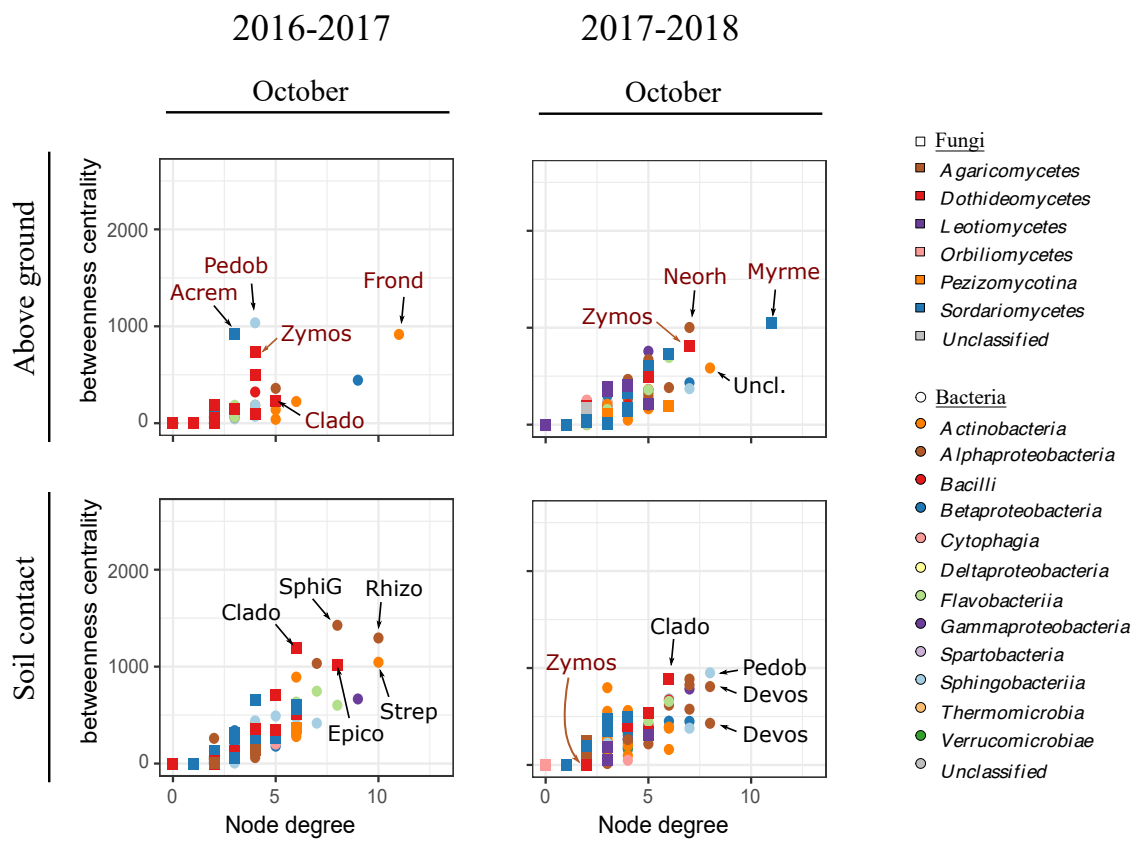 2016-2017
2017-2018
October
October
Above ground
betweenness centrality
2000
1000
0
Pedob
Acrem
Frond
Zymos
Clado
Neorh
Myrme
Zymos
Uncl.
Soil contact
betweenness centrality
2000
1000
0
SphiG
Rhizo
Clado
Strep
Epico
Clado
Zymos
Pedob
Devos
Devos
0 5 10
0 5 10
Node degree
Node degree
Fungi
Agaricomycetes
Dothideomycetes
Leotiomycetes
Orbiliomycetes
Pezizomycotina
Sordariomycetes
Unclassified
Bacteria
Actinobacteria
Alphaproteobacteria
Bacilli
Betaproteobacteria
Cytophagia
Deltaproteobacteria
Flavobacteriia
Gammaproteobacteria
Spartobacteria
Sphingobacteriia
Thermomicrobia
Verrucomicrobiae
Unclassified